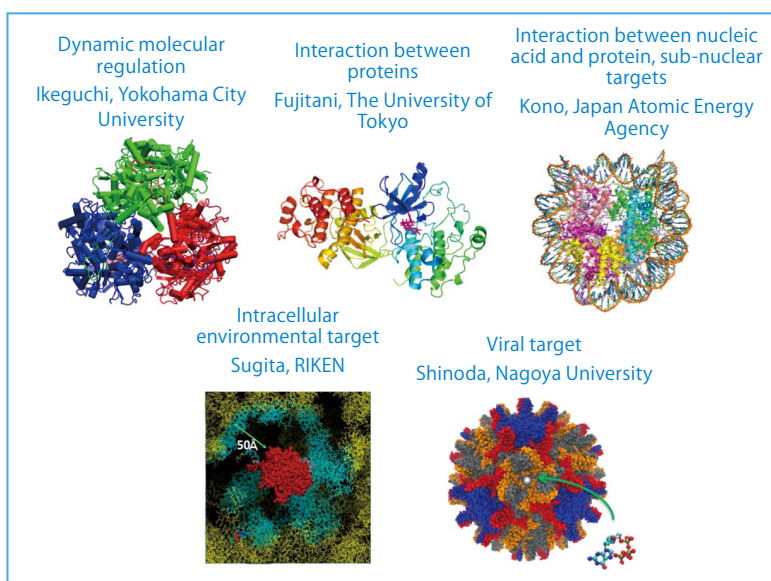 Dynamic molecular
regulation
Ikeguchi, Yokohama City
University
Interaction between
proteins
Fujitani, The University of
Tokyo
Interaction between nucleic
acid and protein, sub-nuclear
targets
Kono, Japan Atomic Energy
Agency
Intracellular
environmental target
Sugita, RIKEN
50Å
Viral target
Shinoda, Nagoya University